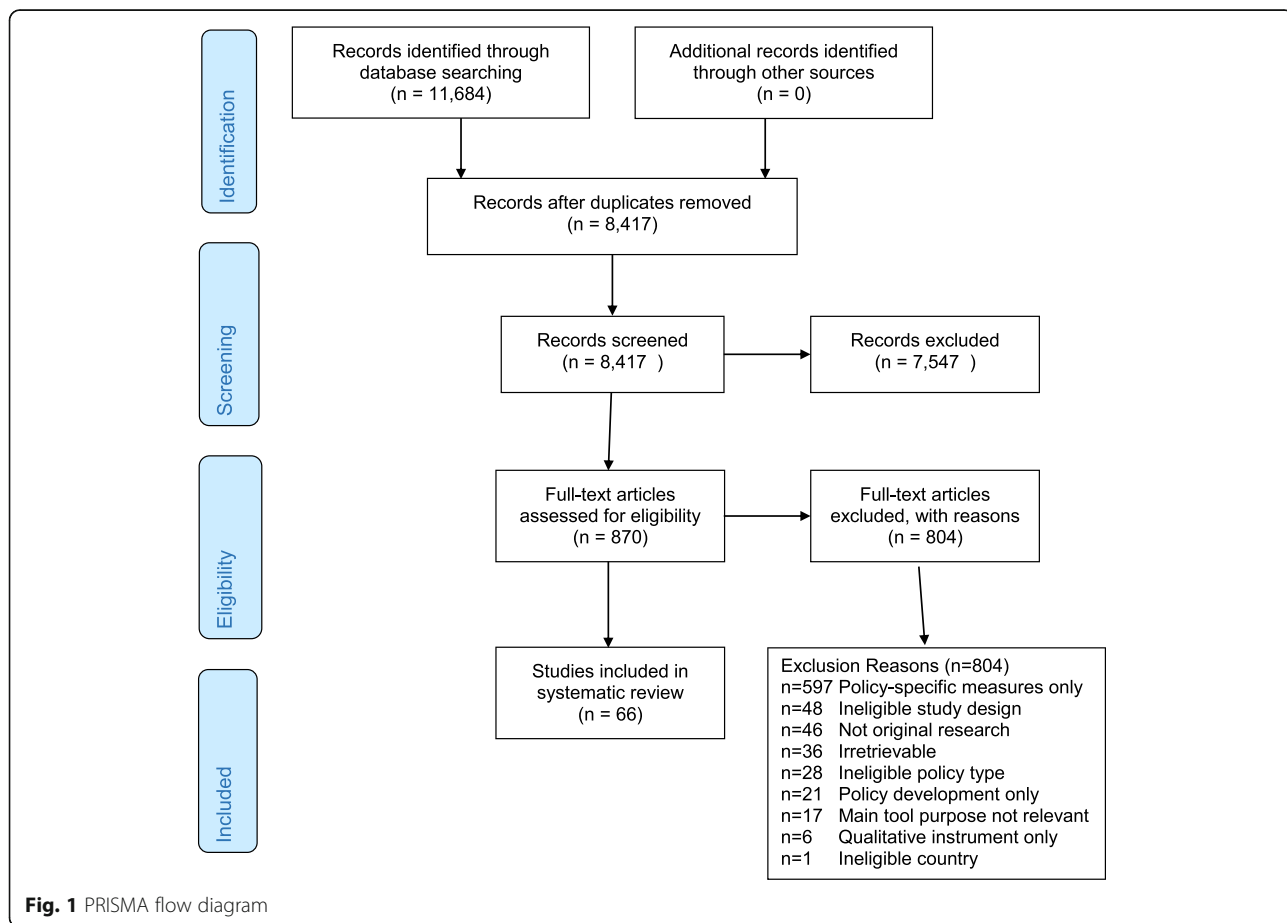 Identification
Records identified through
database searching
(n = 11,684)
Additional records identified
through other sources
(n = 0)
Records after duplicates removed
(n = 8,417)
Screening
Records screened
(n = 8,417 )
Records excluded
(n = 7,547 )
Eligibility
Full-text articles
assessed for eligibility
(n = 870)
Full-text articles
excluded, with reasons
(n = 804)
Included
Studies included in
systematic review
(n = 66)
Exclusion Reasons (n=804)
n=597 Policy-specific measures only
n=48 Ineligible study design
n=46 Not original research
n=36 Irretrievable
n=28 Ineligible policy type
n=21 Policy development only
n=17 Main tool purpose not relevant
n=6 Qualitative instrument only
n=1 Ineligible country
Fig. 1 PRISMA flow diagram